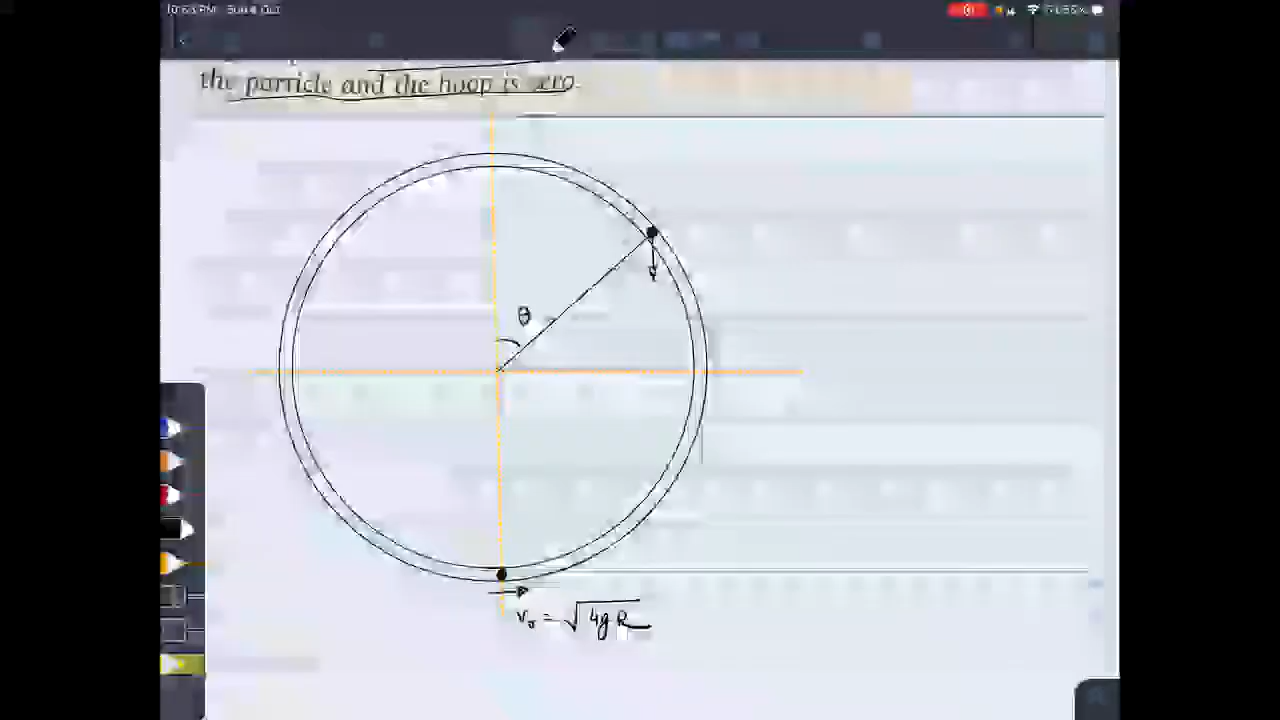 the particle and the hoop is zero.
θ
v₀ = √4gR